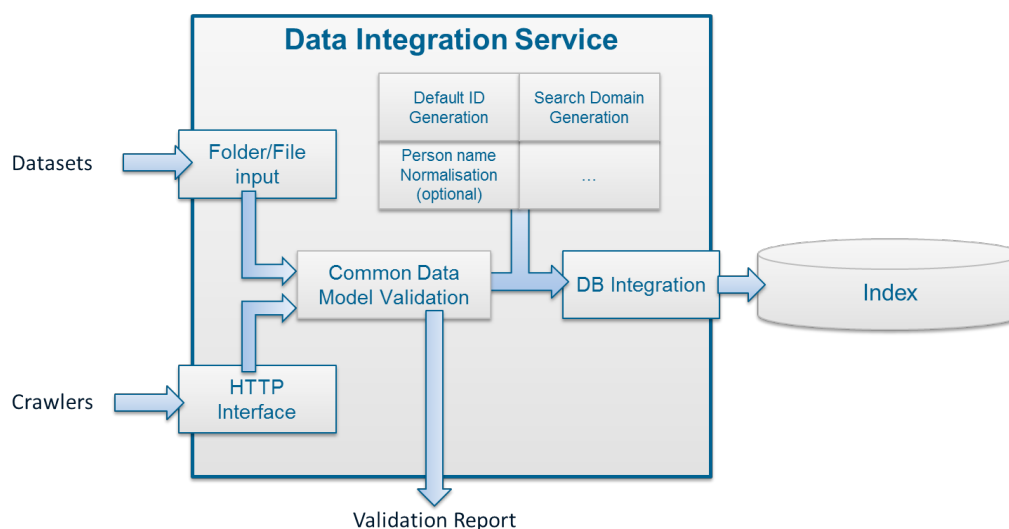 Data Integration Service
Default ID
Generation
Search Domain
Generation
Person name
Normalisation
(optional)
...
Datasets
Folder/File
input
Common Data
Model Validation
DB Integration
Index
Crawlers
HTTP
Interface
Validation Report